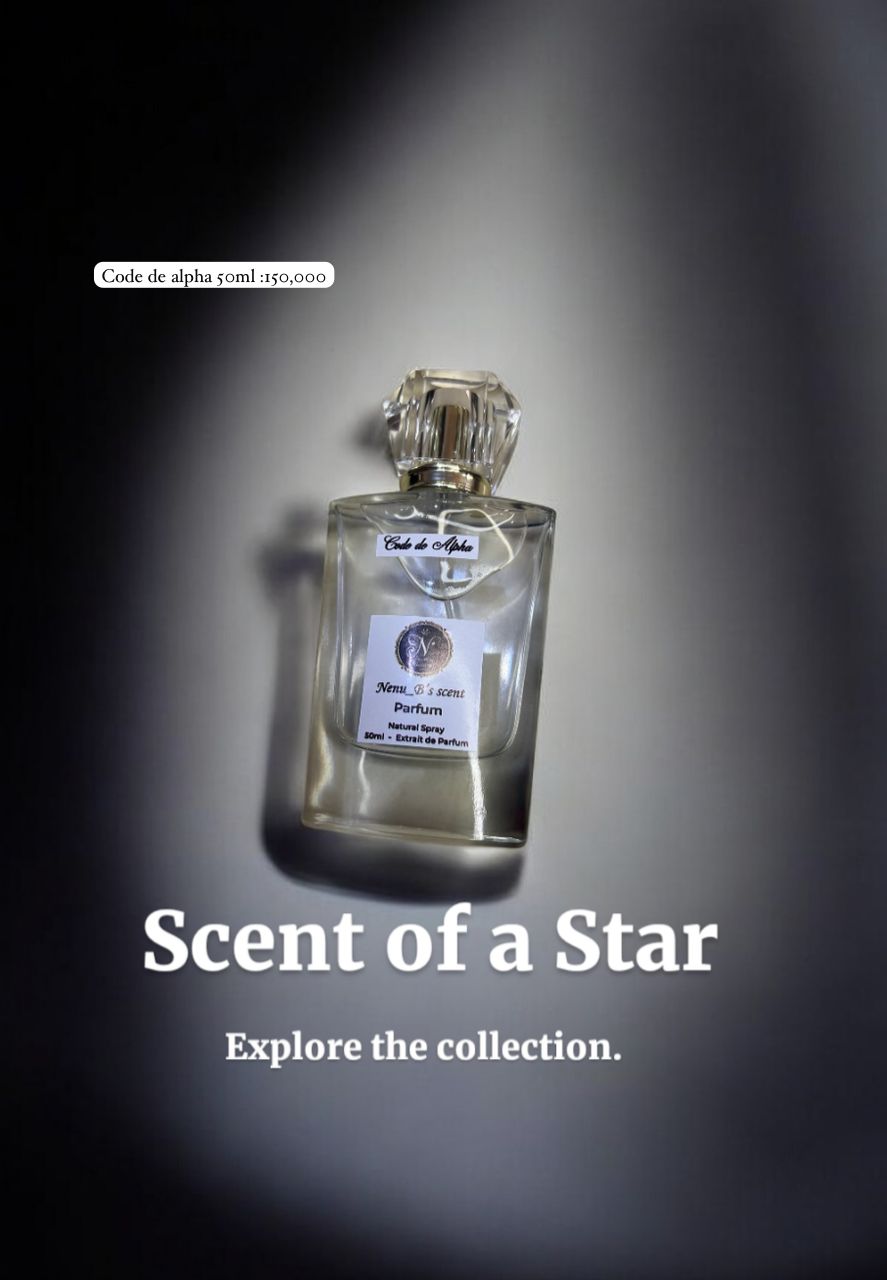 Code de alpha 50ml :150,000
Code de Alpha
N
Nenu_B's scent
Parfum
Natural Spray
50ml - Extrait de Parfum
Scent of a Star
Explore the collection.